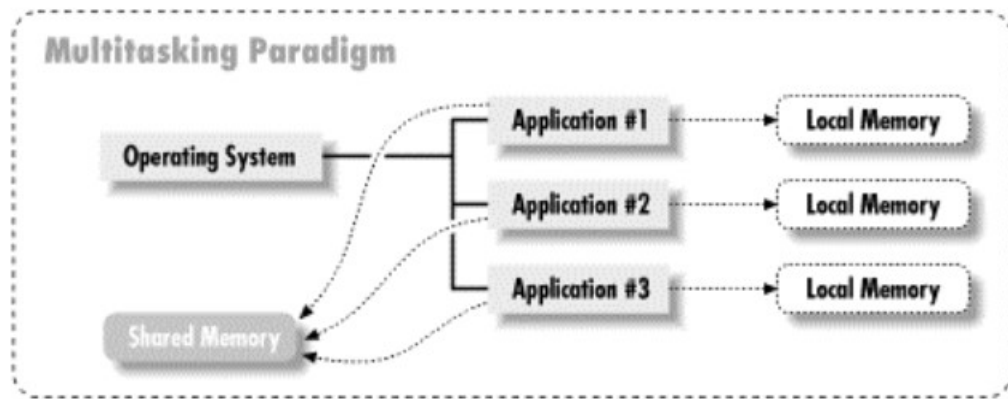 Multitasking Paradigm
Application #1
Local Memory
Operating System
Application #2
Local Memory
Application #3
Local Memory
Shared Memory